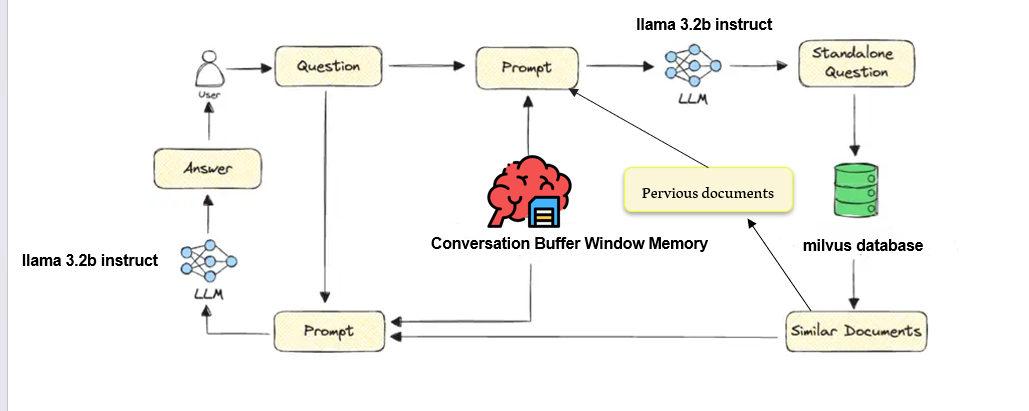 llama 3.2b instruct
Question
Prompt
LLM
Standalone
Question
User
Answer
Pervious documents
Conversation Buffer Window Memory
milvus database
llama 3.2b instruct
LLM
Prompt
Similar Documents